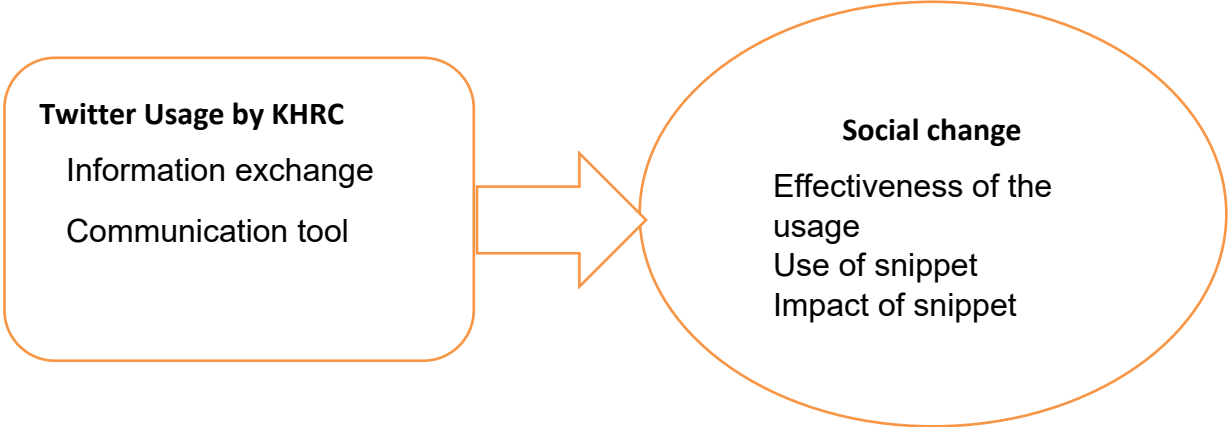 Twitter Usage by KHRC
Information exchange
Communication tool
Social change
Effectiveness of the
usage
Use of snippet
Impact of snippet